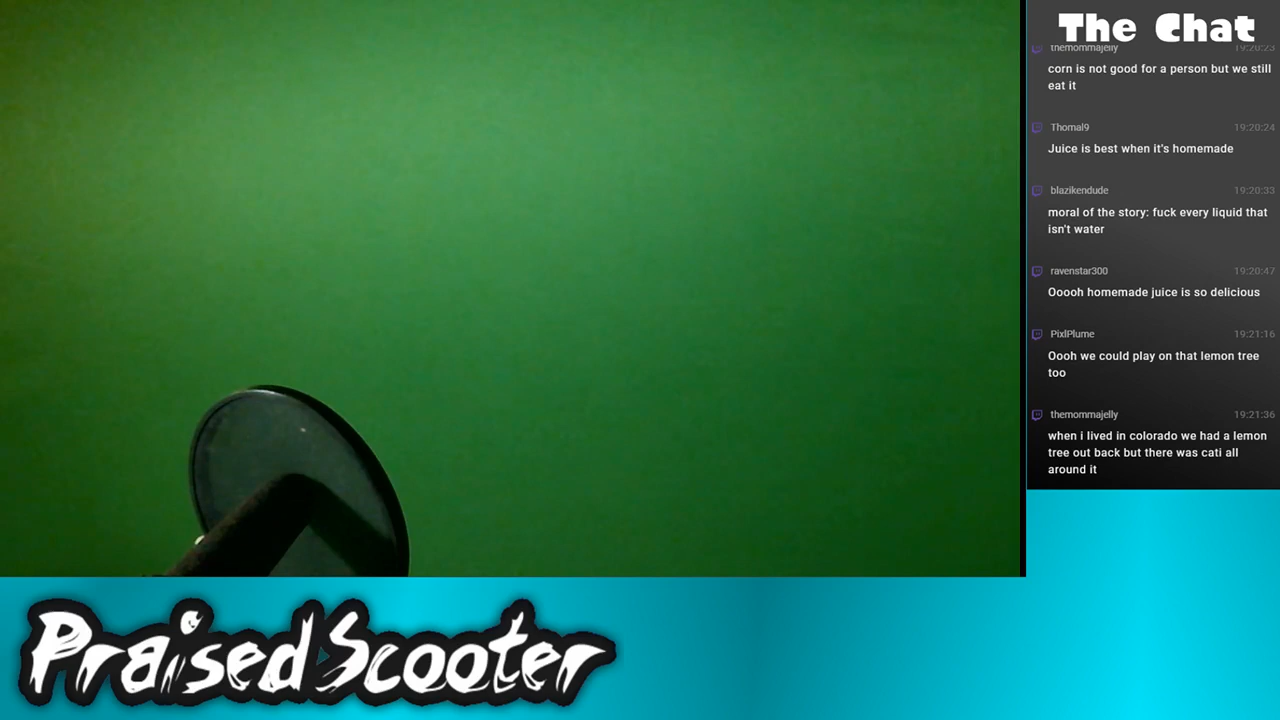 The Chat
themommajelly 19:20:23
corn is not good for a person but we still
eat it
Thomal9 19:20:24
Juice is best when it's homemade
blazikendude 19:20:33
moral of the story: fuck every liquid that
isn't water
ravenstar300 19:20:47
Ooooh homemade juice is so delicious
PixlPlume 19:21:16
Oooh we could play on that lemon tree
too
themommajelly 19:21:36
when i lived in colorado we had a lemon
tree out back but there was cati all
around it
PraisedScooter